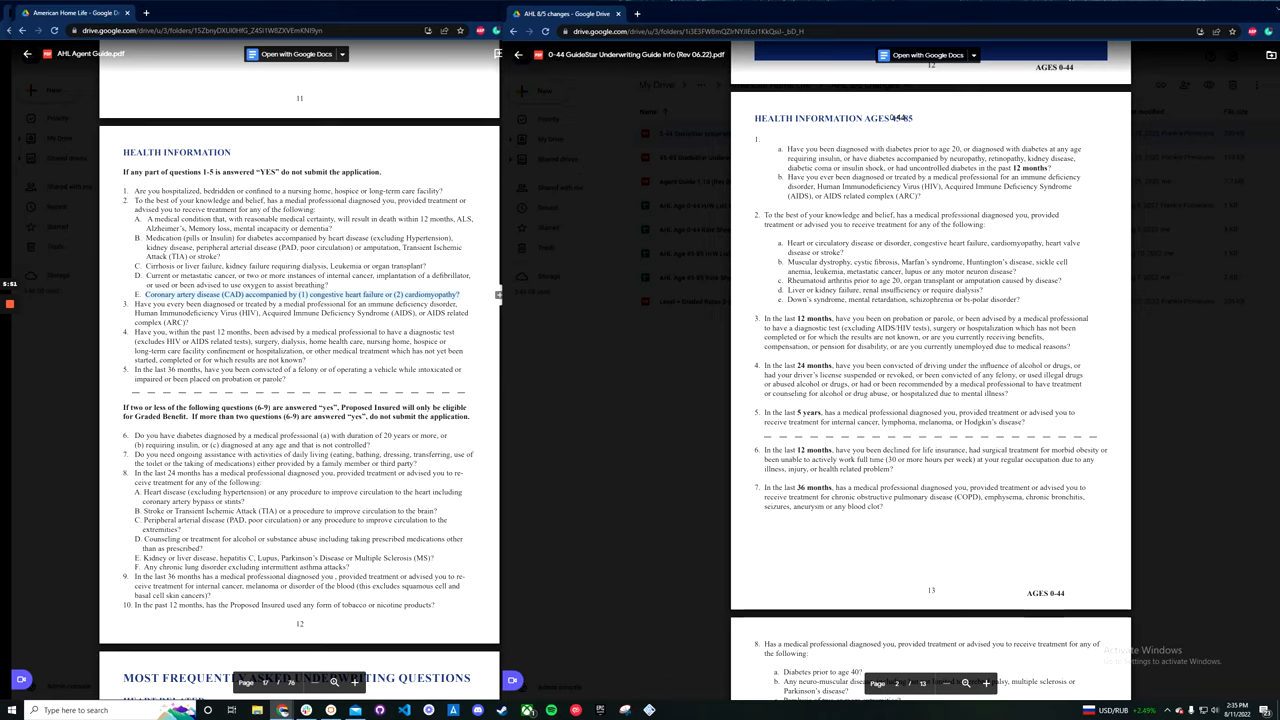 American Home Life - Google Drive
drive.google.com/drive/u/3/folders/15ZbnyDXUI0HfG_Z4SI1W8ZXVEmKNI9yn
AHL Agent Guide.pdf
Open with Google Docs
New
Priority
My Drive
Shared drives
Shared with me
Recent
Starred
Trash
Storage
5:51
11
HEALTH INFORMATION
If any part of questions 1-5 is answered “YES” do not submit the application.
1. Are you hospitalized, bedridden or confined to a nursing home, hospice or long-term care facility?
2. To the best of your knowledge and belief, has a medical professional diagnosed you, provided treatment or
advised you to receive treatment for any of the following:
A. A medical condition that, with reasonable medical certainty, will result in death within 12 months, ALS,
Alzheimer’s, Memory loss, mental incapacity or dementia?
B. Medication (pills or Insulin) for diabetes accompanied by heart disease (excluding Hypertension),
kidney disease, peripheral arterial disease (PAD, poor circulation) or amputation, Transient Ischemic
Attack (TIA) or stroke?
C. Cirrhosis or liver failure, kidney failure requiring dialysis, Leukemia or organ transplant?
D. Current or metastatic cancer, or two or more instances of internal cancer, implantation of a defibrillator,
or used or been advised to use oxygen to assist breathing?
E. Coronary artery disease (CAD) accompanied by (1) congestive heart failure or (2) cardiomyopathy?
3. Have you every been diagnosed or treated by a medial professional for an immune deficiency disorder,
Human Immunodeficiency Virus (HIV), Acquired Immune Deficiency Syndrome (AIDS), or AIDS related
complex (ARC)?
4. Have you, within the past 12 months, been advised by a medical professional to have a diagnostic test
(excludes HIV or AIDS related tests), surgery, dialysis, home health care, nursing home, hospice or
long-term care facility confinement or hospitalization, or other medical treatment which has not yet been
started, completed or for which results are not known?
5. In the last 36 months, have you been convicted of a felony or of operating a vehicle while intoxicated or
impaired or been placed on probation or parole?
If two or less of the following questions (6-9) are answered “yes”, Proposed Insured will only be eligible
for Graded Benefit. If more than two questions (6-9) are answered “yes”, do not submit the application.
6. Do you have diabetes diagnosed by a medical professional (a) with duration of 20 years or more, or
(b) requiring insulin, or (c) diagnosed at any age and that is not controlled?
7. Do you need ongoing assistance with activities of daily living (eating, bathing, dressing, transferring, use of
the toilet or the taking of medications) either provided by a family member or third party?
8. In the last 24 months has a medical professional diagnosed you, provided treatment or advised you to re-
ceive treatment for any of the following:
A. Heart disease (excluding hypertension) or any procedure to improve circulation to the heart including
coronary artery bypass or stints?
B. Stroke or Transient Ischemic Attack (TIA) or a procedure to improve circulation to the brain?
C. Peripheral arterial disease (PAD, poor circulation) or any procedure to improve circulation to the
extremities?
D. Counseling or treatment for alcohol or substance abuse including taking prescribed medications other
than as prescribed?
E. Kidney or liver disease, hepatitis C, Lupus, Parkinson’s Disease or Multiple Sclerosis (MS)?
F. Any chronic lung disorder excluding intermittent asthma attacks?
9. In the last 36 months has a medical professional diagnosed you , provided treatment or advised you to re-
ceive treatment for internal cancer, melanoma or disorder of the blood (this excludes squamous cell and
basal cell skin cancers)?
10. In the past 12 months, has the Proposed Insured used any form of tobacco or nicotine products?
12
MOST FREQUENT UNDERWRITING QUESTIONS
Page 17 / 78
AHL 8/5 changes - Google Drive
0-44 GuideStar Underwriting Guide Info (Rev 06.22).pdf
Open with Google Docs
12
AGES 0-44
HEALTH INFORMATION AGES
1.
a. Have you been diagnosed with diabetes prior to age 20, or diagnosed with diabetes at any age
requiring insulin, or have diabetes accompanied by neuropathy, retinopathy, kidney disease,
diabetic coma or insulin shock, or had uncontrolled diabetes in the past 12 months?
b. Have you ever been diagnosed or treated by a medical professional for an immune deficiency
disorder, Human Immunodeficiency Virus (HIV), Acquired Immune Deficiency Syndrome
(AIDS), or AIDS related complex (ARC)?
2. To the best of your knowledge and belief, has a medical professional diagnosed you, provided
treatment or advised you to receive treatment for any of the following:
a. Heart or circulatory disease or disorder, congestive heart failure, cardiomyopathy, heart valve
disease or stroke?
b. Muscular dystrophy, cystic fibrosis, Marfan’s syndrome, Huntington’s disease, sickle cell
anemia, leukemia, metastatic cancer, lupus or any motor neuron disease?
c. Rheumatoid arthritis prior to age 20, organ transplant or amputation caused by disease?
d. Liver or kidney failure, renal insufficiency or require dialysis?
e. Down’s syndrome, mental retardation, schizophrenia or bi-polar disorder?
3. In the last 12 months, have you been on probation or parole, or been advised by a medical professional
to have a diagnostic test (excluding AIDS/HIV tests), surgery or hospitalization which has not been
completed or for which the results are not known, or are you currently receiving benefits,
compensation, or pension for disability, or are you currently unemployed due to medical reasons?
4. In the last 24 months, have you been convicted of driving under the influence of alcohol or drugs, or
had your driver’s license suspended or revoked, or been convicted of any felony, or used illegal drugs
or abused alcohol or drugs, or had or been recommended by a medical professional to have treatment
or counseling for alcohol or drug abuse, or hospitalized due to mental illness?
5. In the last 5 years, has a medical professional diagnosed you, provided treatment or advised you to
receive treatment for internal cancer, lymphoma, melanoma, or Hodgkin’s disease?
6. In the last 12 months, have you been declined for life insurance, had surgical treatment for morbid obesity or
been unable to actively work full time (30 or more hours per week) at your regular occupation due to any
illness, injury, or health related problem?
7. In the last 36 months, has a medical professional diagnosed you, provided treatment or advised you to
receive treatment for chronic obstructive pulmonary disease (COPD), emphysema, chronic bronchitis,
seizures, aneurysm or any blood clot?
13
AGES 0-44
8. Has a medical professional diagnosed you, provided treatment or advised you to receive treatment for any of
the following:
a. Diabetes prior to age 40?
b. Any neuro-muscular palsy, multiple sclerosis or
Parkinson’s disease?
Page 2 / 13
Activate Windows
Go to Settings to activate Windows.
Type here to search
USD/RUB +2.49%
2:35 PM
8/11/2022